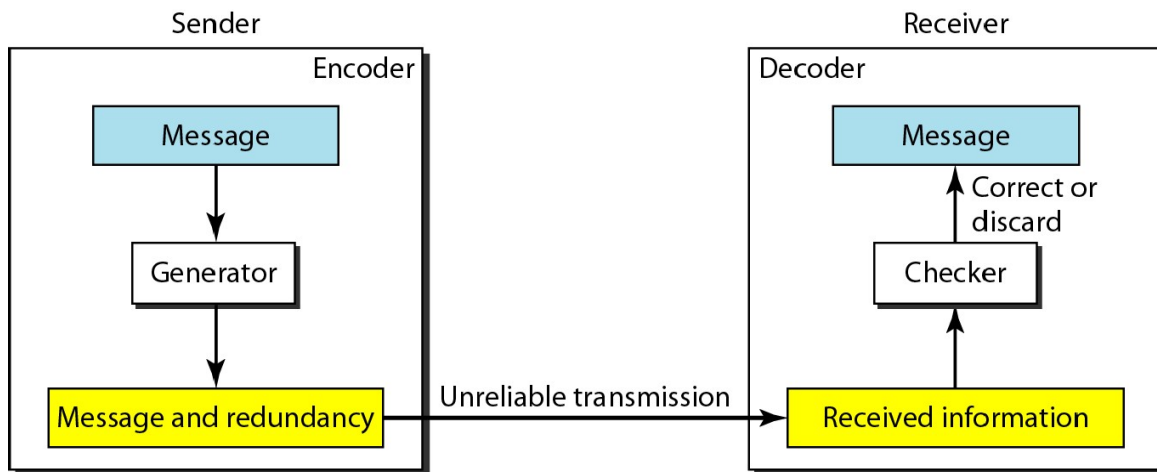 Sender
Encoder
Message
Generator
Message and redundancy
Unreliable transmission
Receiver
Decoder
Message
Correct or
discard
Checker
Received information